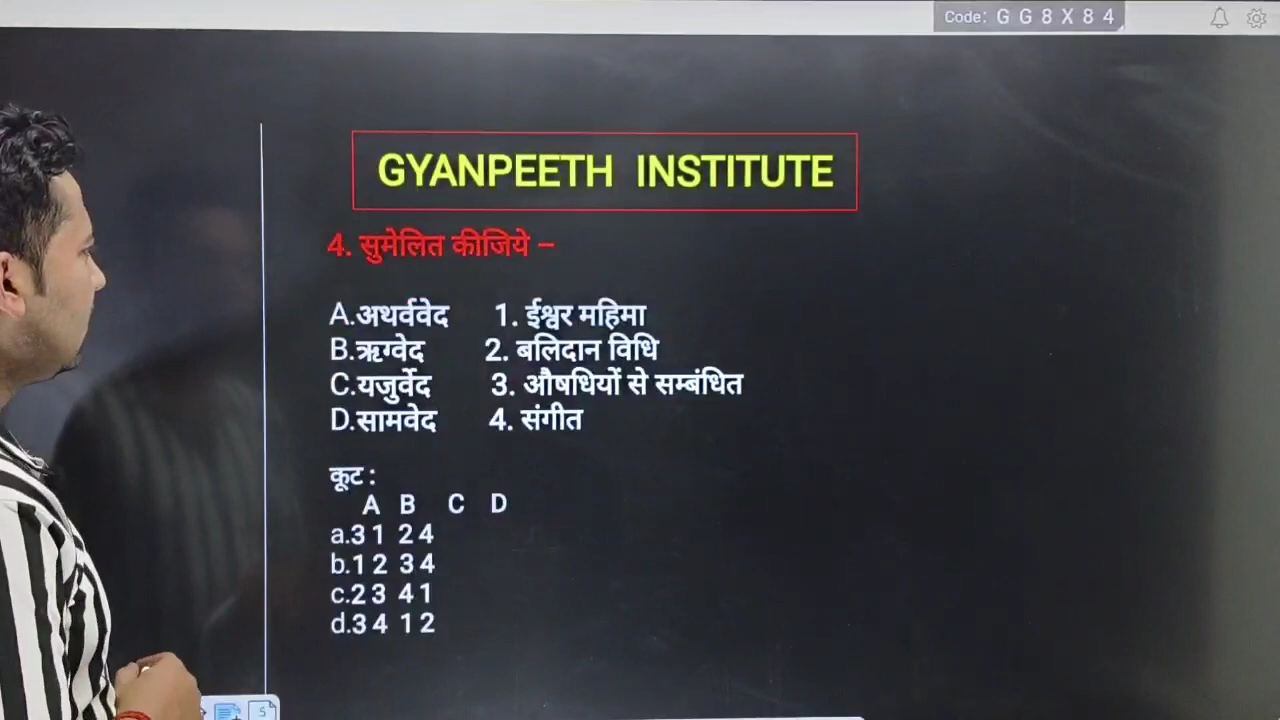 Code: G G 8 X 8 4
GYANPEETH INSTITUTE
4. सुमेलित कीजिये –
A.अथर्ववेद 1. ईश्वर महिमा
B.ऋग्वेद 2. बलिदान विधि
C.यजुर्वेद 3. औषधियों से सम्बंधित
D.सामवेद 4. संगीत
कूट :
A B C D
a.3 1 2 4
b.1 2 3 4
c.2 3 4 1
d.3 4 1 2
5